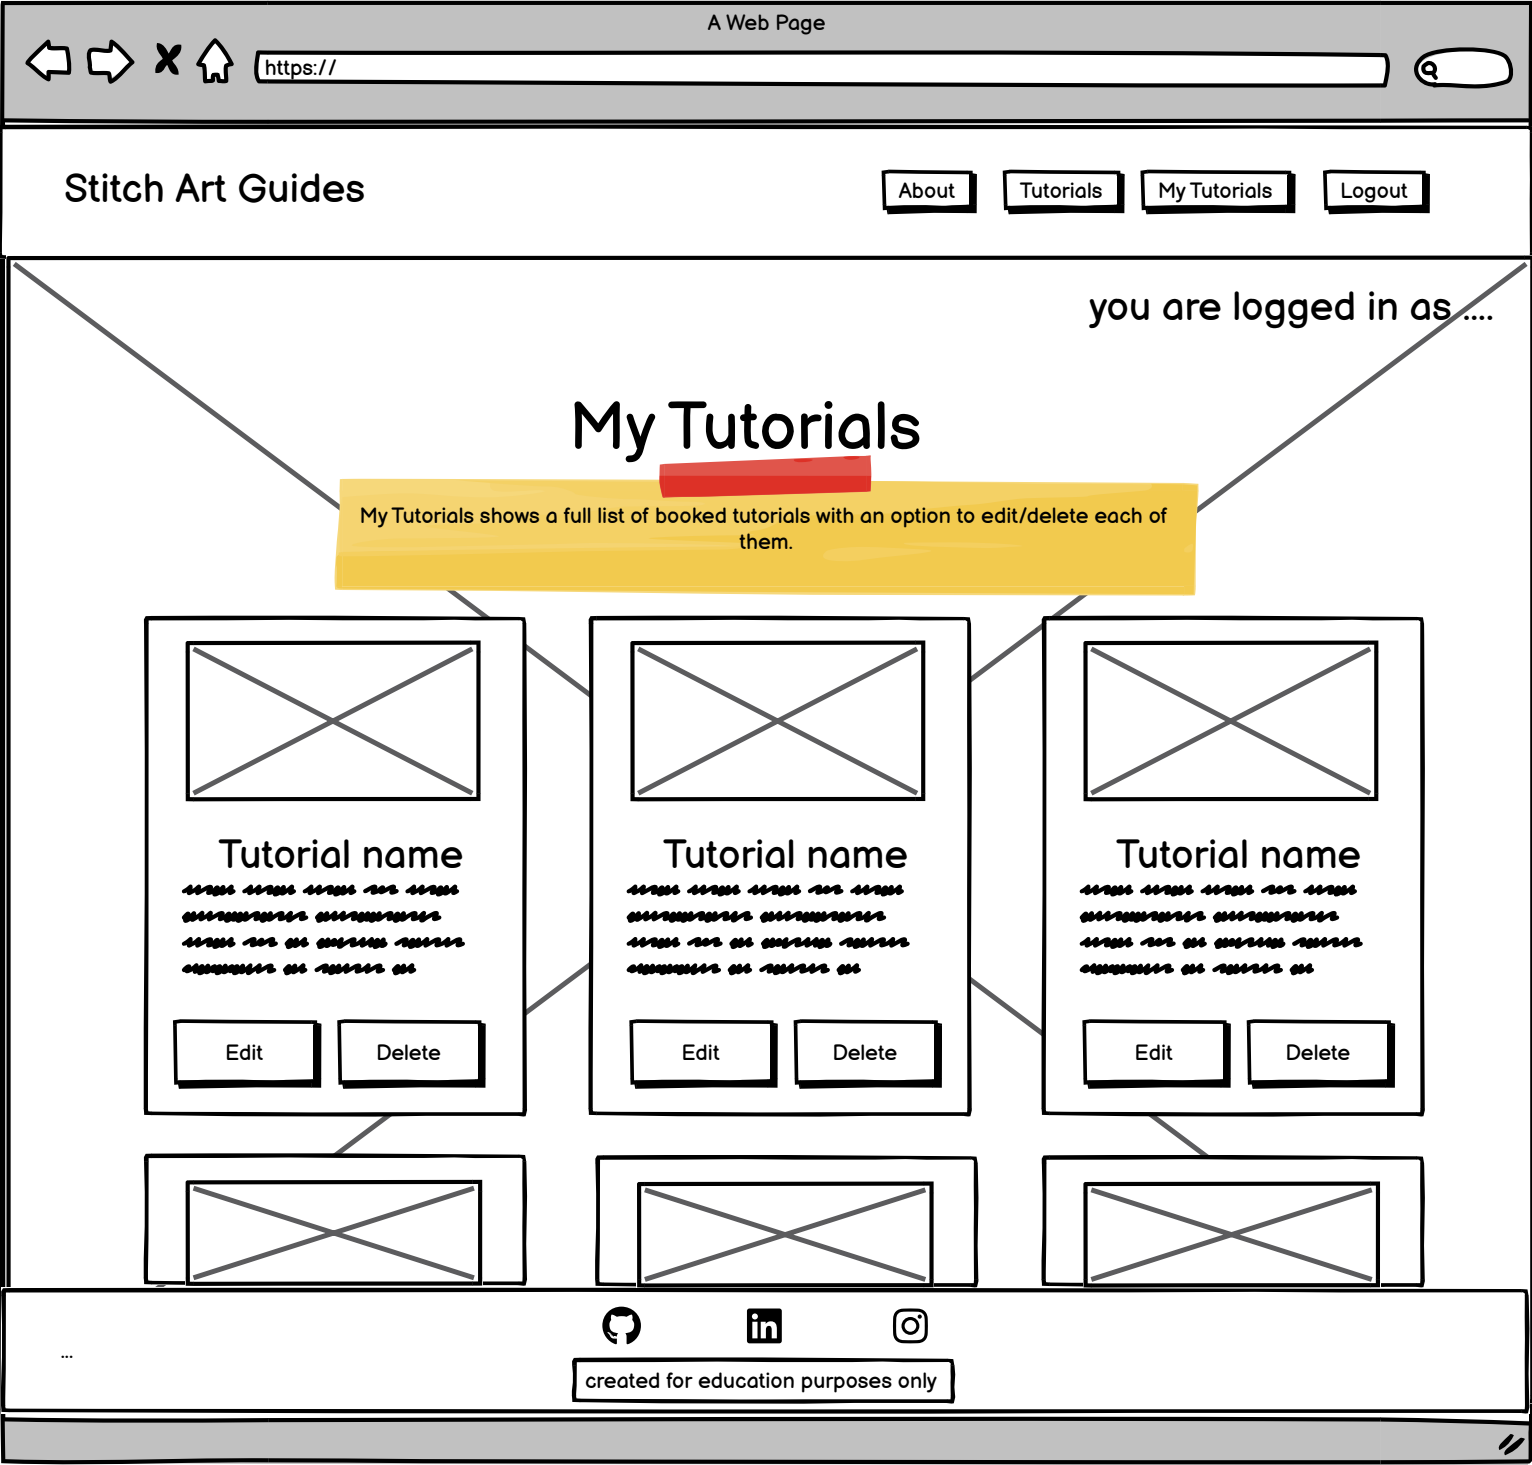 A Web Page
https://
Stitch Art Guides
About
Tutorials
My Tutorials
Logout
you are logged in as ....
My Tutorials
My Tutorials shows a full list of booked tutorials with an option to edit/delete each of
them.
Tutorial name
Edit
Delete
Tutorial name
Edit
Delete
Tutorial name
Edit
Delete
in
...
created for education purposes only